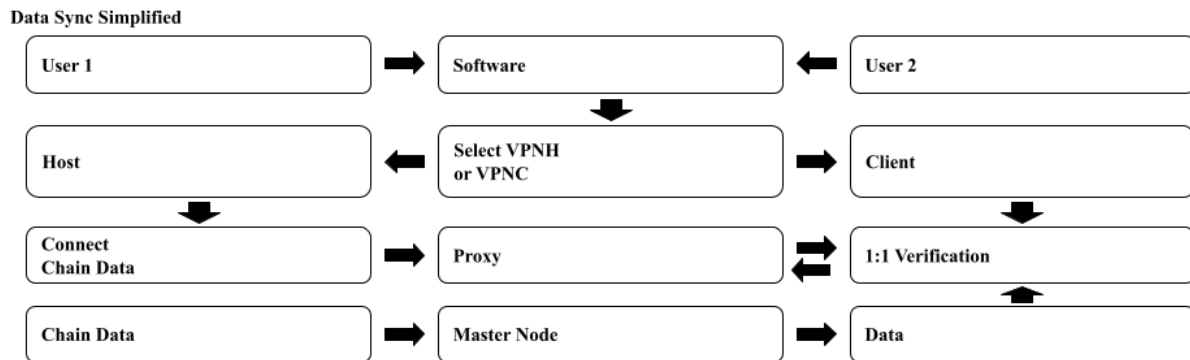 Data Sync Simplified
User 1
Software
User 2
Host
Select VPNH
or VPNC
Client
Connect
Chain Data
Proxy
1:1 Verification
Chain Data
Master Node
Data